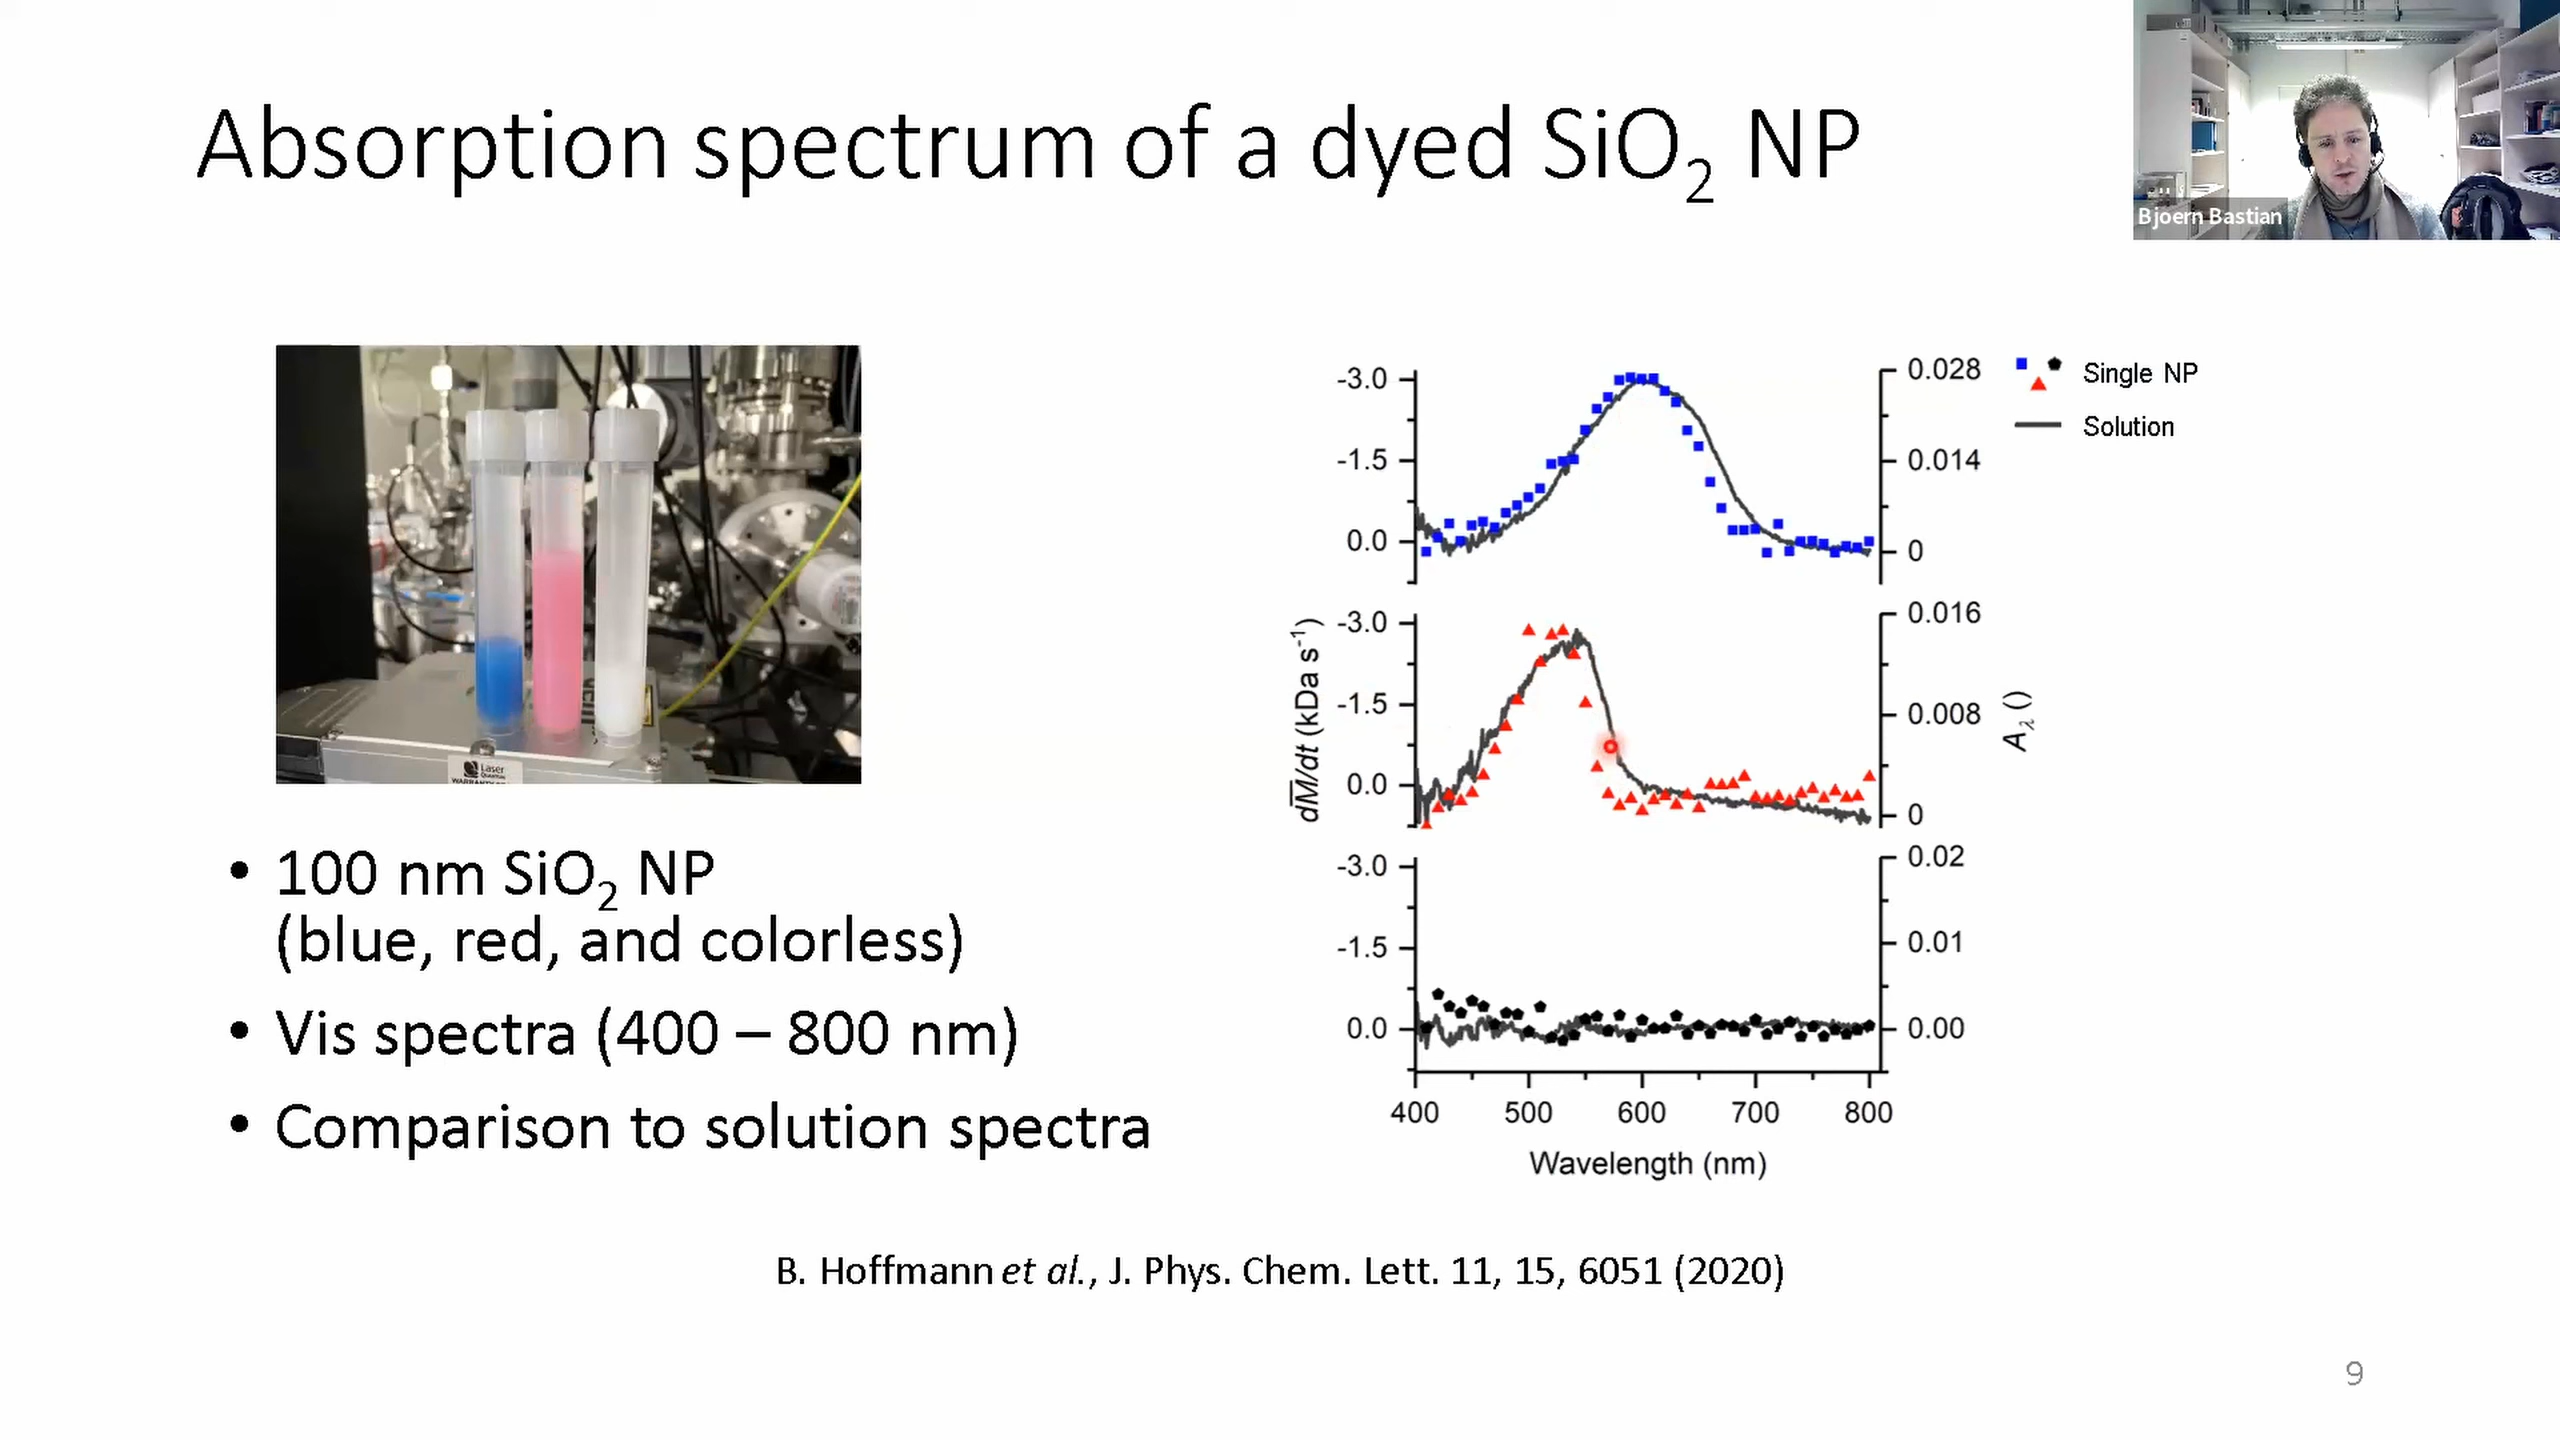 Absorption spectrum of a dyed SiO₂ NP
Bjoern Bastian
Laser
Quantum
WARRANTY
• 100 nm SiO₂ NP
(blue, red, and colorless)
• Vis spectra (400 – 800 nm)
• Comparison to solution spectra
Single NP
Solution
-3.0
-1.5
0.0
0.028
0.014
0
-3.0
-1.5
0.0
0.016
0.008
0
-3.0
-1.5
0.0
0.02
0.01
0.00
dM̅/dt (kDa s⁻¹)
A_λ ()
400 500 600 700 800
Wavelength (nm)
B. Hoffmann et al., J. Phys. Chem. Lett. 11, 15, 6051 (2020)
9